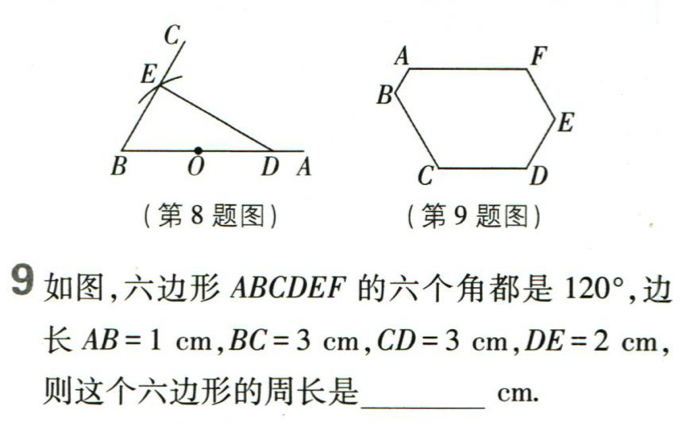 C
E
B O D A
A F
B
E
C D
(第8题图) (第9题图)
9 如图,六边形 ABCDEF 的六个角都是 120°,边
长 AB=1 cm,BC=3 cm,CD=3 cm,DE=2 cm,
则这个六边形的周长是________ cm.